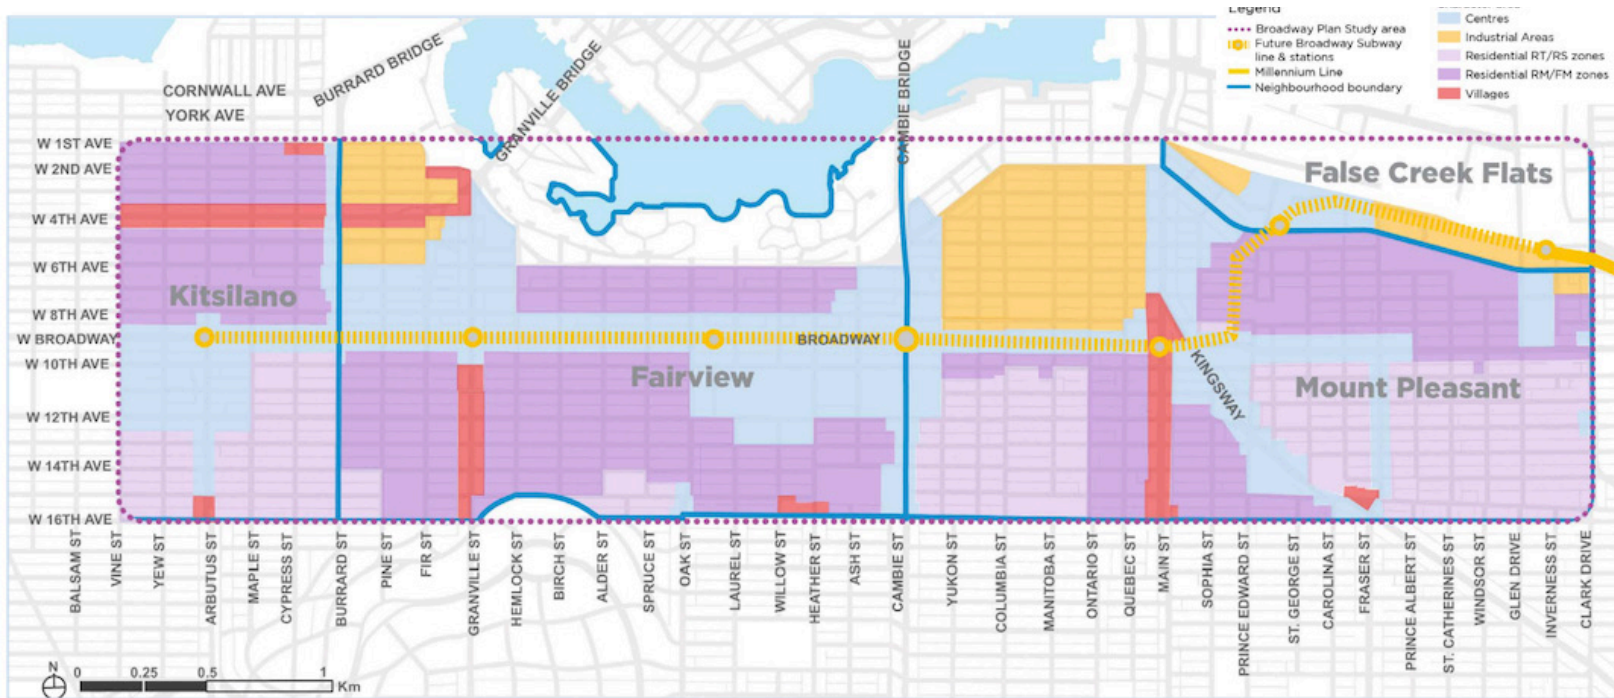 Legend
Broadway Plan Study area
Future Broadway Subway
line & stations
Millennium Line
Neighbourhood boundary
Centres
Industrial Areas
Residential RT/RS zones
Residential RM/FM zones
Villages
CORNWALL AVE
YORK AVE
BURRARD BRIDGE
GRANVILLE BRIDGE
CAMBIE BRIDGE
W 1ST AVE
W 2ND AVE
W 4TH AVE
W 6TH AVE
W 8TH AVE
W BROADWAY
W 10TH AVE
W 12TH AVE
W 14TH AVE
W 16TH AVE
False Creek Flats
Kitsilano
BROADWAY
Fairview
KINGSWAY
Mount Pleasant
BALSAM ST
VINE ST
YEW ST
ARBUTUS ST
MAPLE ST
CYPRESS ST
BURRARD ST
PINE ST
FIR ST
GRANVILLE ST
HEMLOCK ST
BIRCH ST
ALDER ST
SPRUCE ST
OAK ST
LAUREL ST
WILLOW ST
HEATHER ST
ASH ST
CAMBIE ST
YUKON ST
COLUMBIA ST
MANITOBA ST
ONTARIO ST
QUEBEC ST
MAIN ST
SOPHIA ST
PRINCE EDWARD ST
ST. GEORGE ST
CAROLINA ST
FRASER ST
PRINCE ALBERT ST
ST. CATHERINES ST
WINDSOR ST
GLEN DRIVE
INVERNESS ST
CLARK DRIVE
N
0 0.25 0.5 1
Km